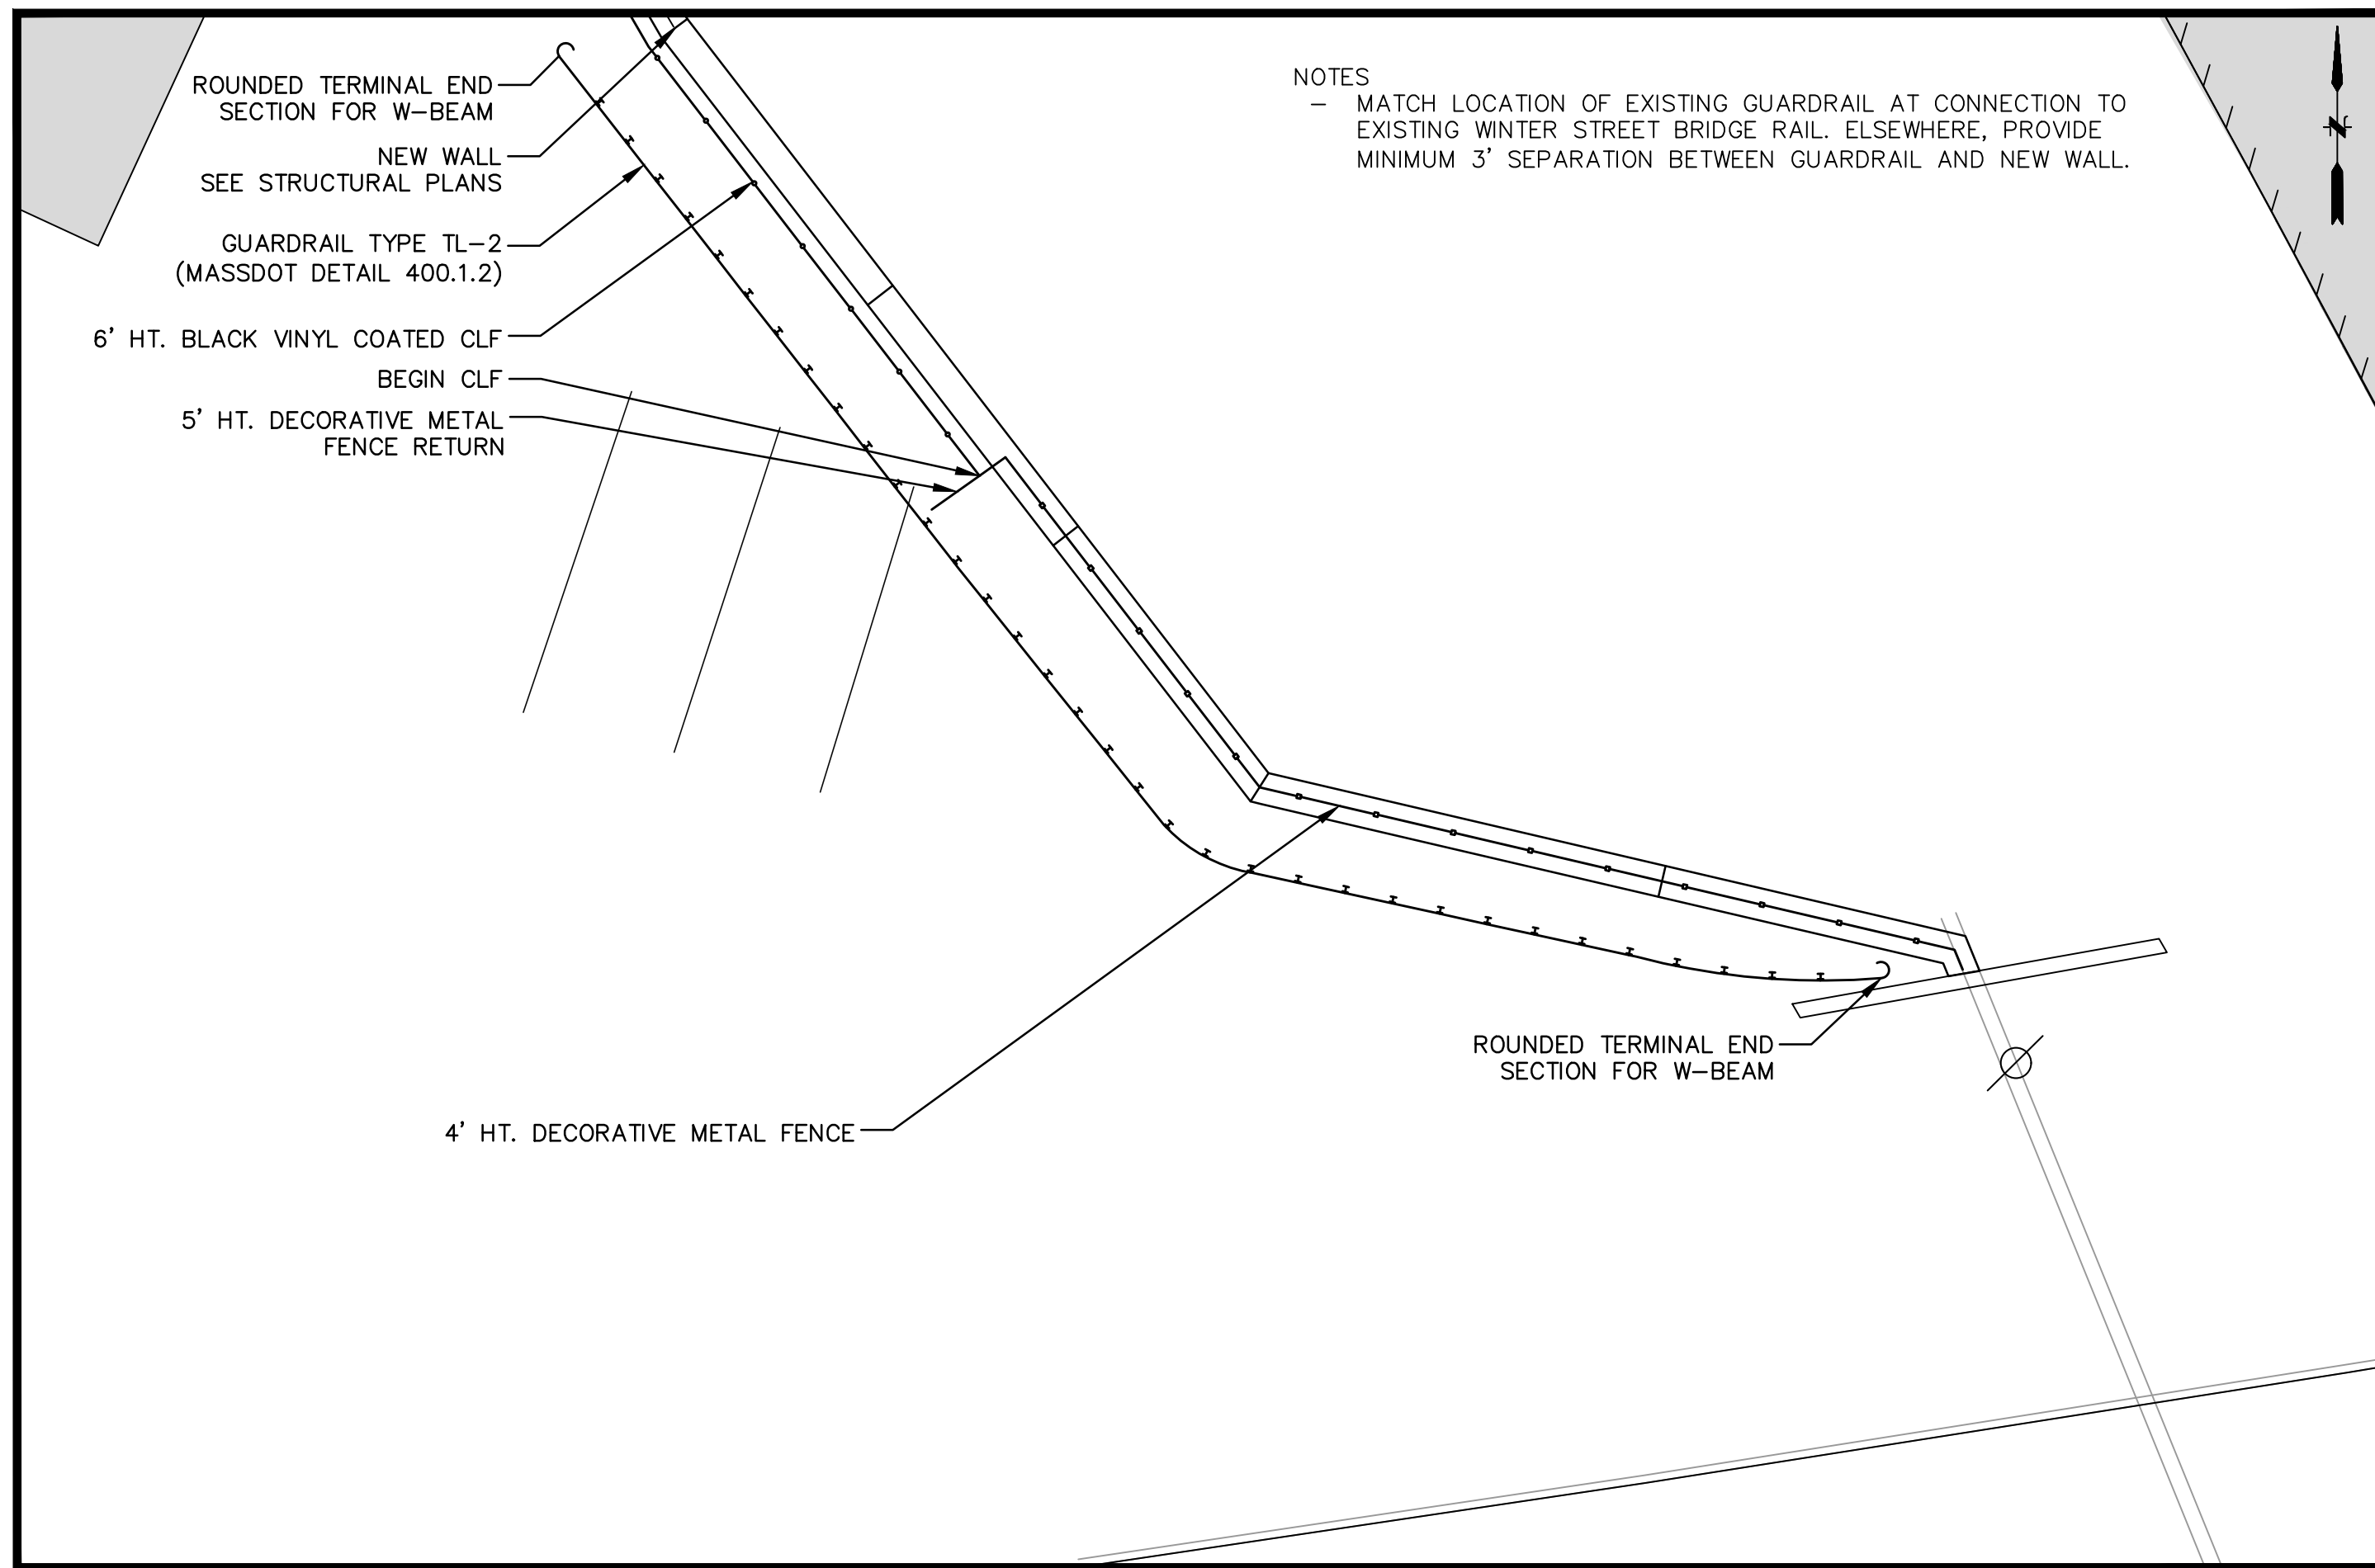 ROUNDED TERMINAL END
SECTION FOR W-BEAM
NEW WALL
SEE STRUCTURAL PLANS
GUARDRAIL TYPE TL-2
(MASSDOT DETAIL 400.1.2)
6' HT. BLACK VINYL COATED CLF
BEGIN CLF
5' HT. DECORATIVE METAL
FENCE RETURN
NOTES
- MATCH LOCATION OF EXISTING GUARDRAIL AT CONNECTION TO
EXISTING WINTER STREET BRIDGE RAIL. ELSEWHERE, PROVIDE
MINIMUM 3' SEPARATION BETWEEN GUARDRAIL AND NEW WALL.
ROUNDED TERMINAL END
SECTION FOR W-BEAM
4' HT. DECORATIVE METAL FENCE